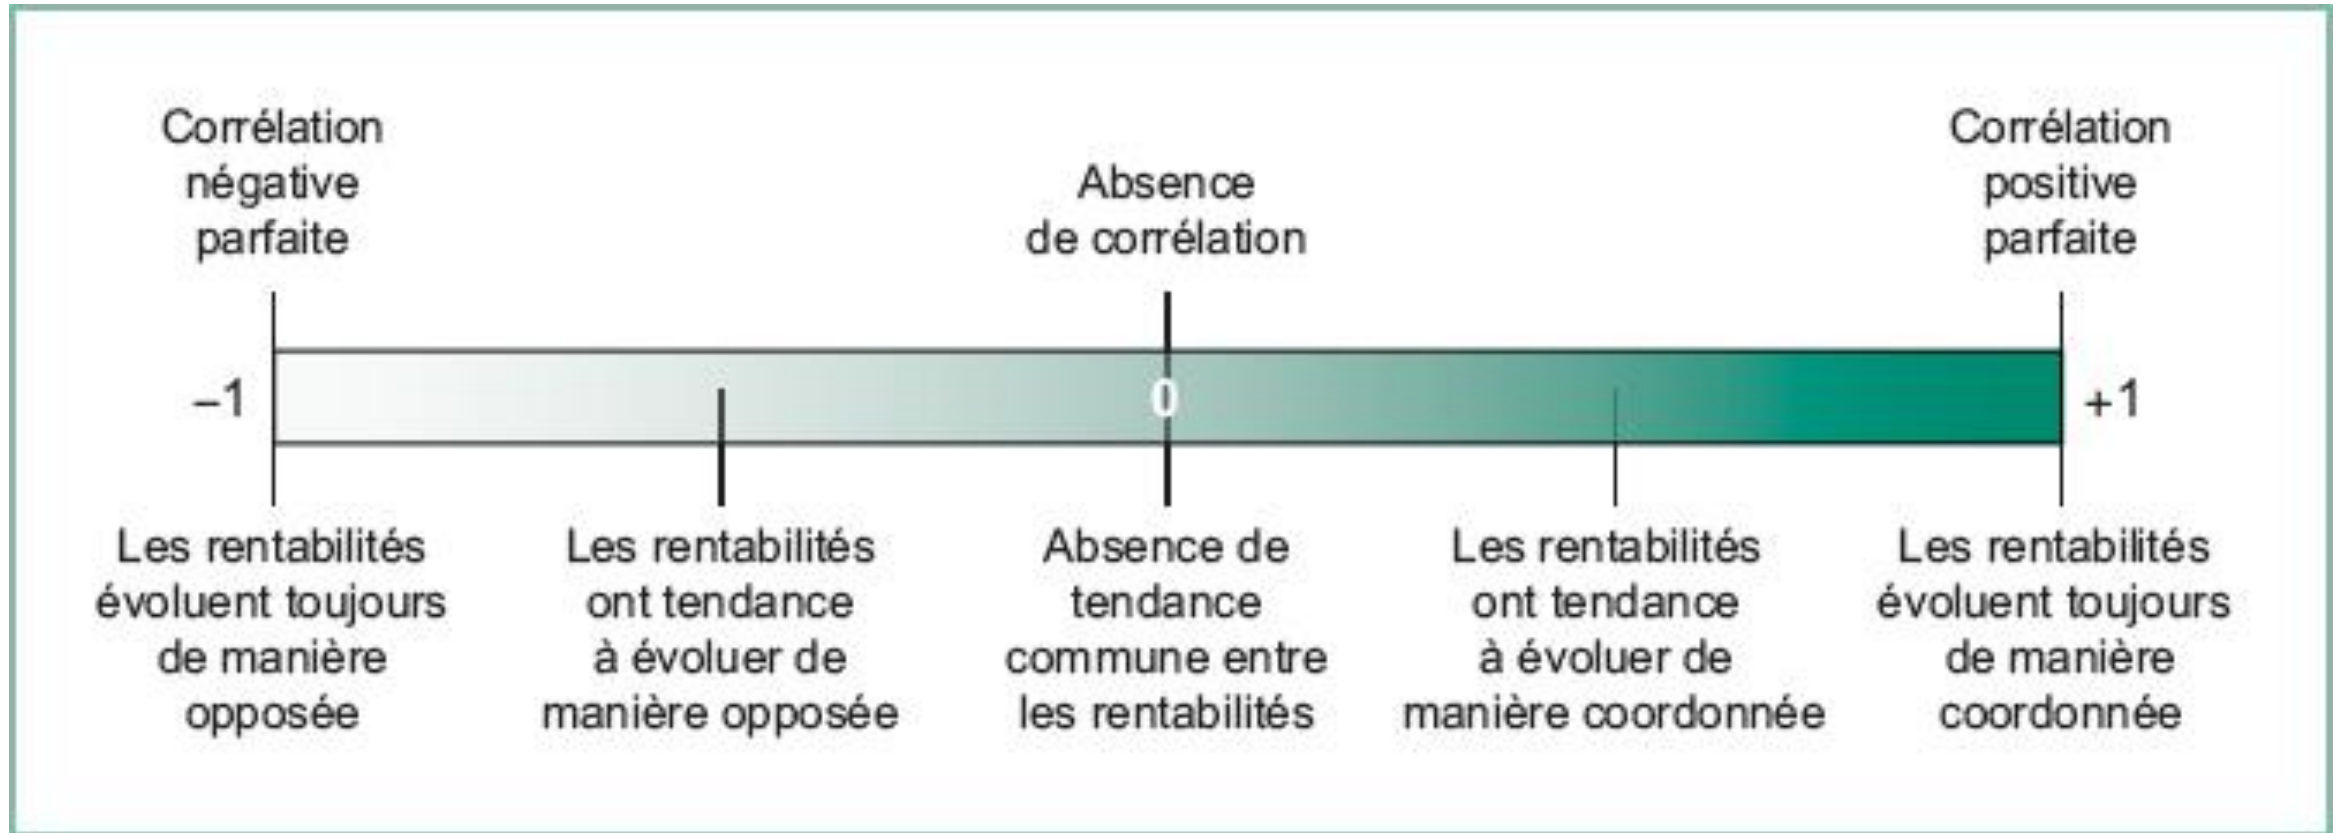 Corrélation
négative
parfaite
Absence
de corrélation
Corrélation
positive
parfaite
–1
0
+1
Les rentabilités
évoluent toujours
de manière
opposée
Les rentabilités
ont tendance
à évoluer de
manière opposée
Absence de
tendance
commune entre
les rentabilités
Les rentabilités
ont tendance
à évoluer de
manière coordonnée
Les rentabilités
évoluent toujours
de manière
coordonnée